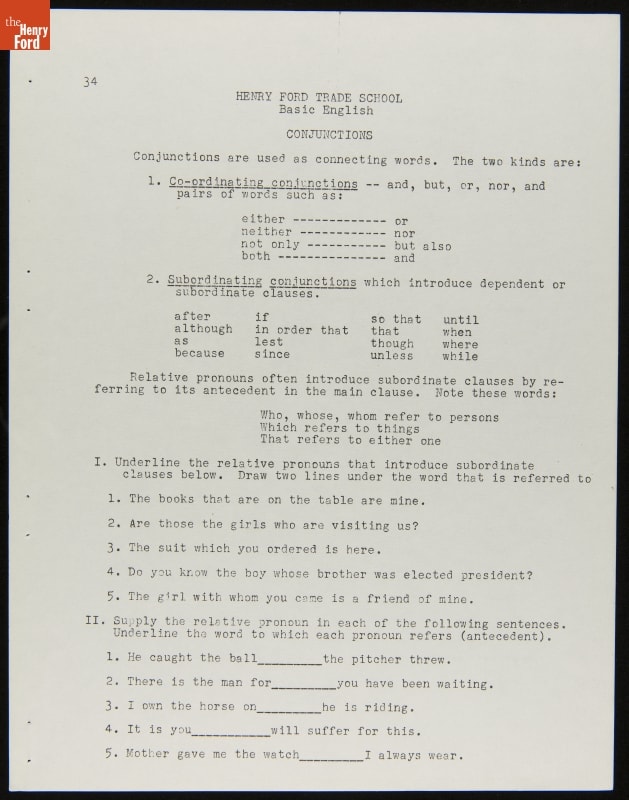 the
Henry
Ford
34
HENRY FORD TRADE SCHOOL
Basic English
CONJUNCTIONS
Conjunctions are used as connecting words. The two kinds are:
1. Co-ordinating conjunctions -- and, but, or, nor, and
pairs of words such as:
either ------------- or
neither ------------ nor
not only ----------- but also
both --------------- and
2. Subordinating conjunctions which introduce dependent or
subordinate clauses.
after if so that until
although in order that that when
as lest though where
because since unless while
Relative pronouns often introduce subordinate clauses by re-
ferring to its antecedent in the main clause. Note these words:
Who, whose, whom refer to persons
Which refers to things
That refers to either one
I. Underline the relative pronouns that introduce subordinate
clauses below. Draw two lines under the word that is referred to
1. The books that are on the table are mine.
2. Are those the girls who are visiting us?
3. The suit which you ordered is here.
4. Do you know the boy whose brother was elected president?
5. The girl with whom you came is a friend of mine.
II. Supply the relative pronoun in each of the following sentences.
Underline the word to which each pronoun refers (antecedent).
1. He caught the ball_________the pitcher threw.
2. There is the man for_________you have been waiting.
3. I own the horse on_________he is riding.
4. It is you___________will suffer for this.
5. Mother gave me the watch_________I always wear.